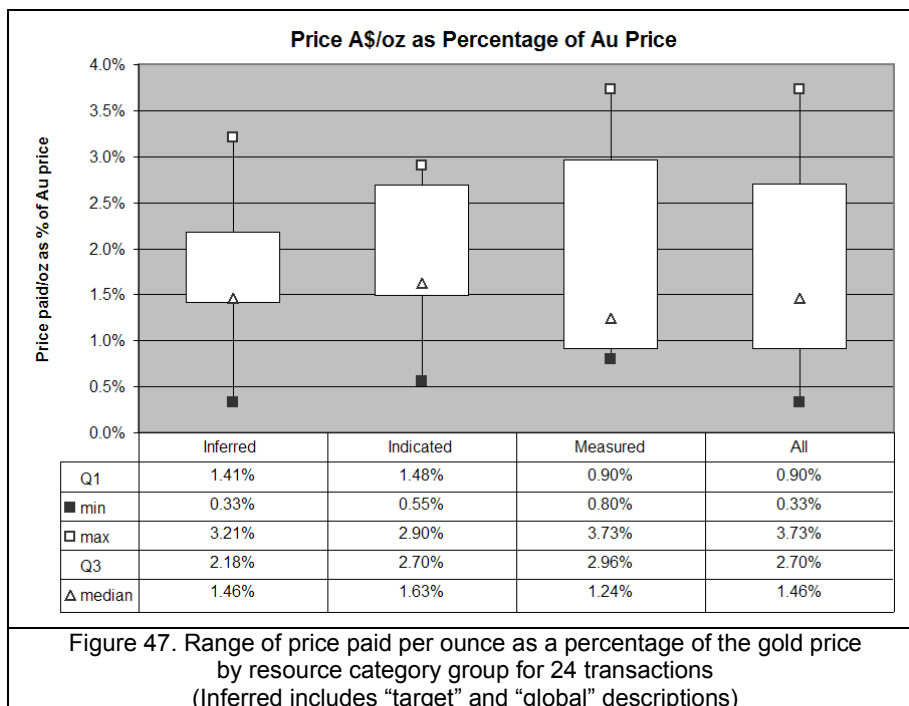 Price A$/oz as Percentage of Au Price
Price paid/oz as % of Au price
4.0%
3.5%
3.0%
2.5%
2.0%
1.5%
1.0%
0.5%
0.0%
Inferred Indicated Measured All
Q1 1.41% 1.48% 0.90% 0.90%
min 0.33% 0.55% 0.80% 0.33%
max 3.21% 2.90% 3.73% 3.73%
Q3 2.18% 2.70% 2.96% 2.70%
median 1.46% 1.63% 1.24% 1.46%
Figure 47. Range of price paid per ounce as a percentage of the gold price
by resource category group for 24 transactions
(Inferred includes “target” and “global” descriptions)